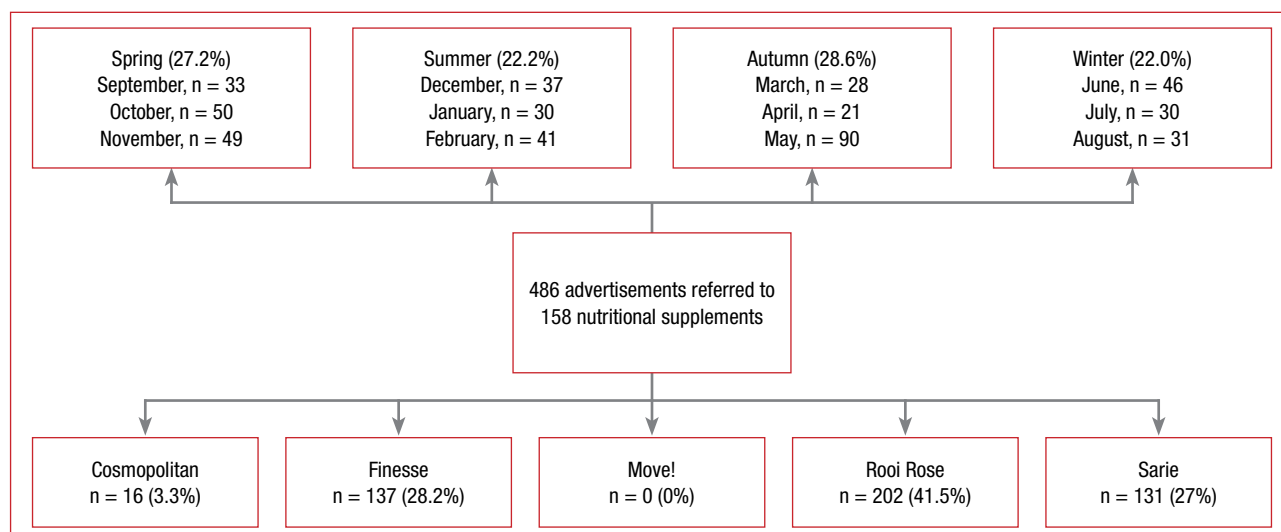 Spring (27.2%)
September, n = 33
October, n = 50
November, n = 49
Summer (22.2%)
December, n = 37
January, n = 30
February, n = 41
Autumn (28.6%)
March, n = 28
April, n = 21
May, n = 90
Winter (22.0%)
June, n = 46
July, n = 30
August, n = 31
486 advertisements referred to
158 nutritional supplements
Cosmopolitan
n = 16 (3.3%)
Finesse
n = 137 (28.2%)
Move!
n = 0 (0%)
Rooi Rose
n = 202 (41.5%)
Sarie
n = 131 (27%)